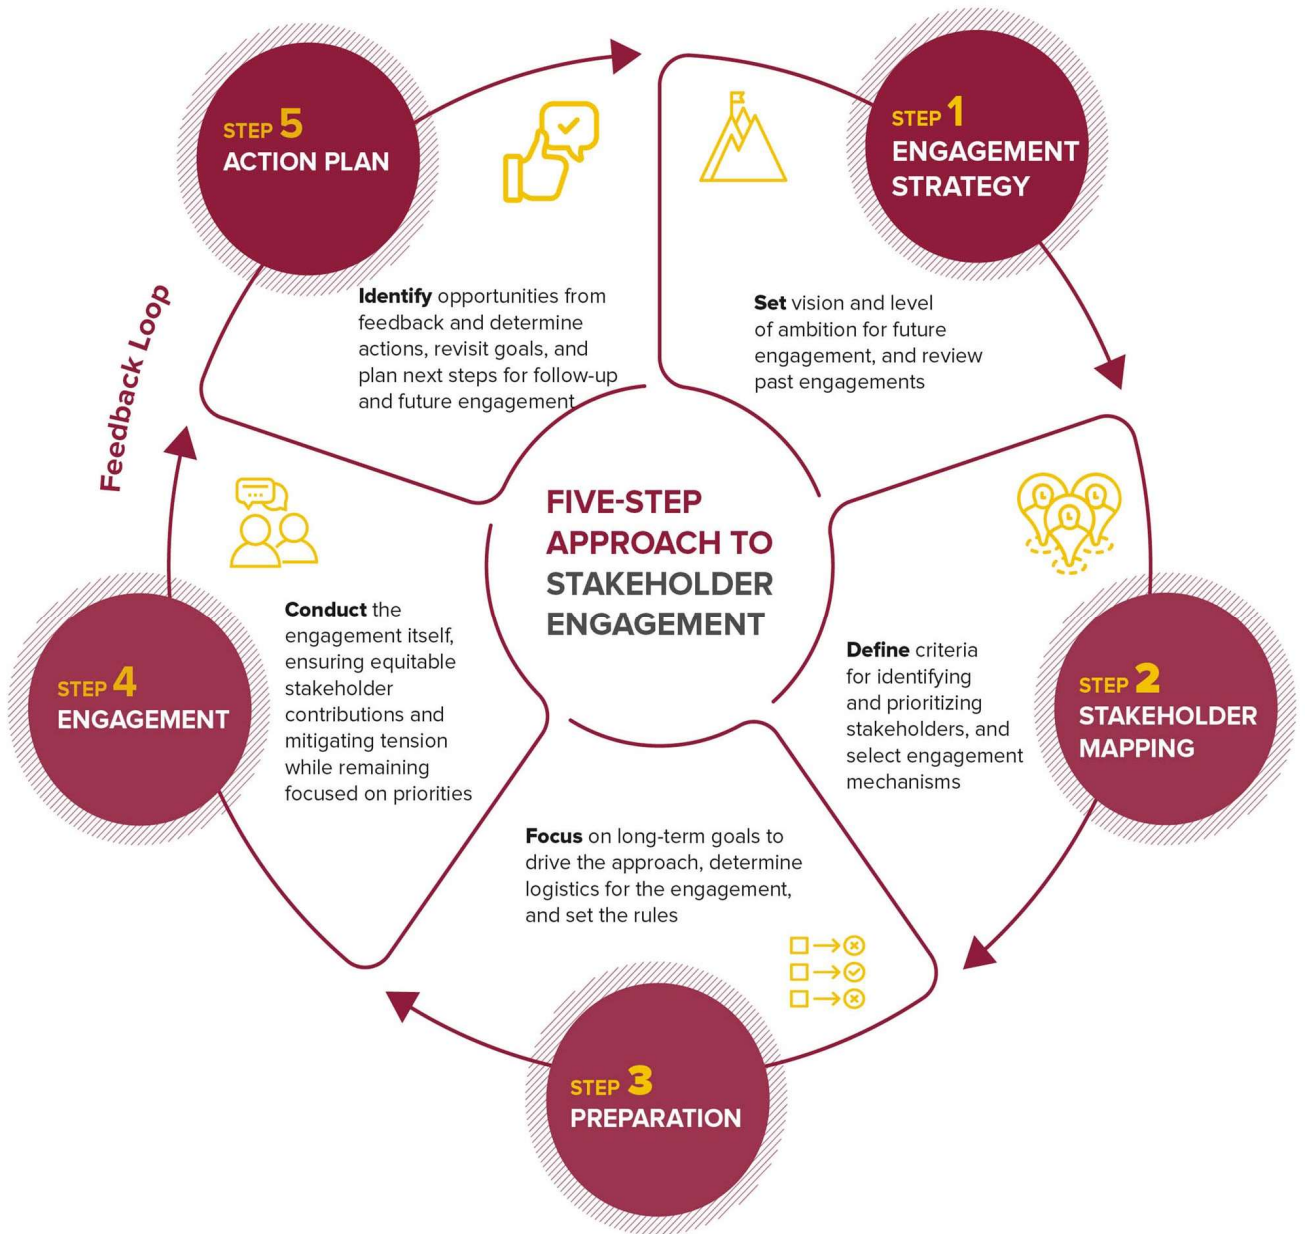 FIVE-STEP
APPROACH TO
STAKEHOLDER
ENGAGEMENT
STEP 1
ENGAGEMENT
STRATEGY
Set vision and level
of ambition for future
engagement, and review
past engagements
STEP 2
STAKEHOLDER
MAPPING
Define criteria
for identifying
and prioritizing
stakeholders, and
select engagement
mechanisms
STEP 3
PREPARATION
Focus on long-term goals to
drive the approach, determine
logistics for the engagement,
and set the rules
STEP 4
ENGAGEMENT
Conduct the
engagement itself,
ensuring equitable
stakeholder
contributions and
mitigating tension
while remaining
focused on priorities
Feedback Loop
STEP 5
ACTION PLAN
Identify opportunities from
feedback and determine
actions, revisit goals, and
plan next steps for follow-up
and future engagement